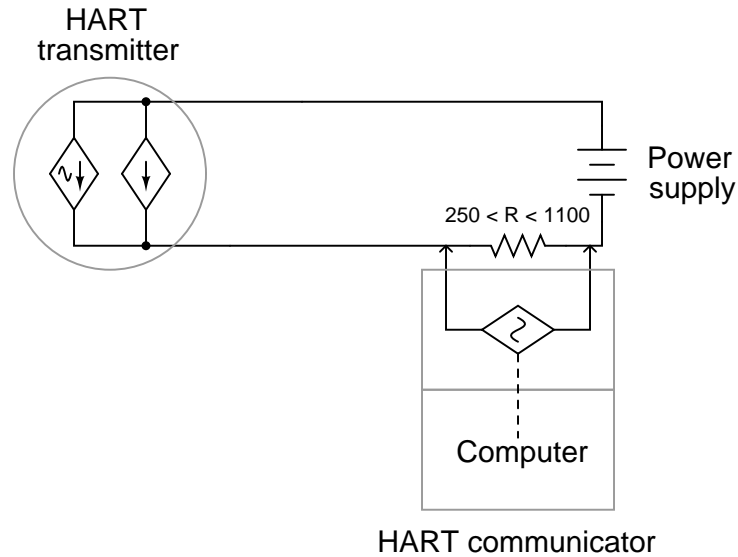 HART
transmitter
Power
supply
250 < R < 1100
Computer
HART communicator